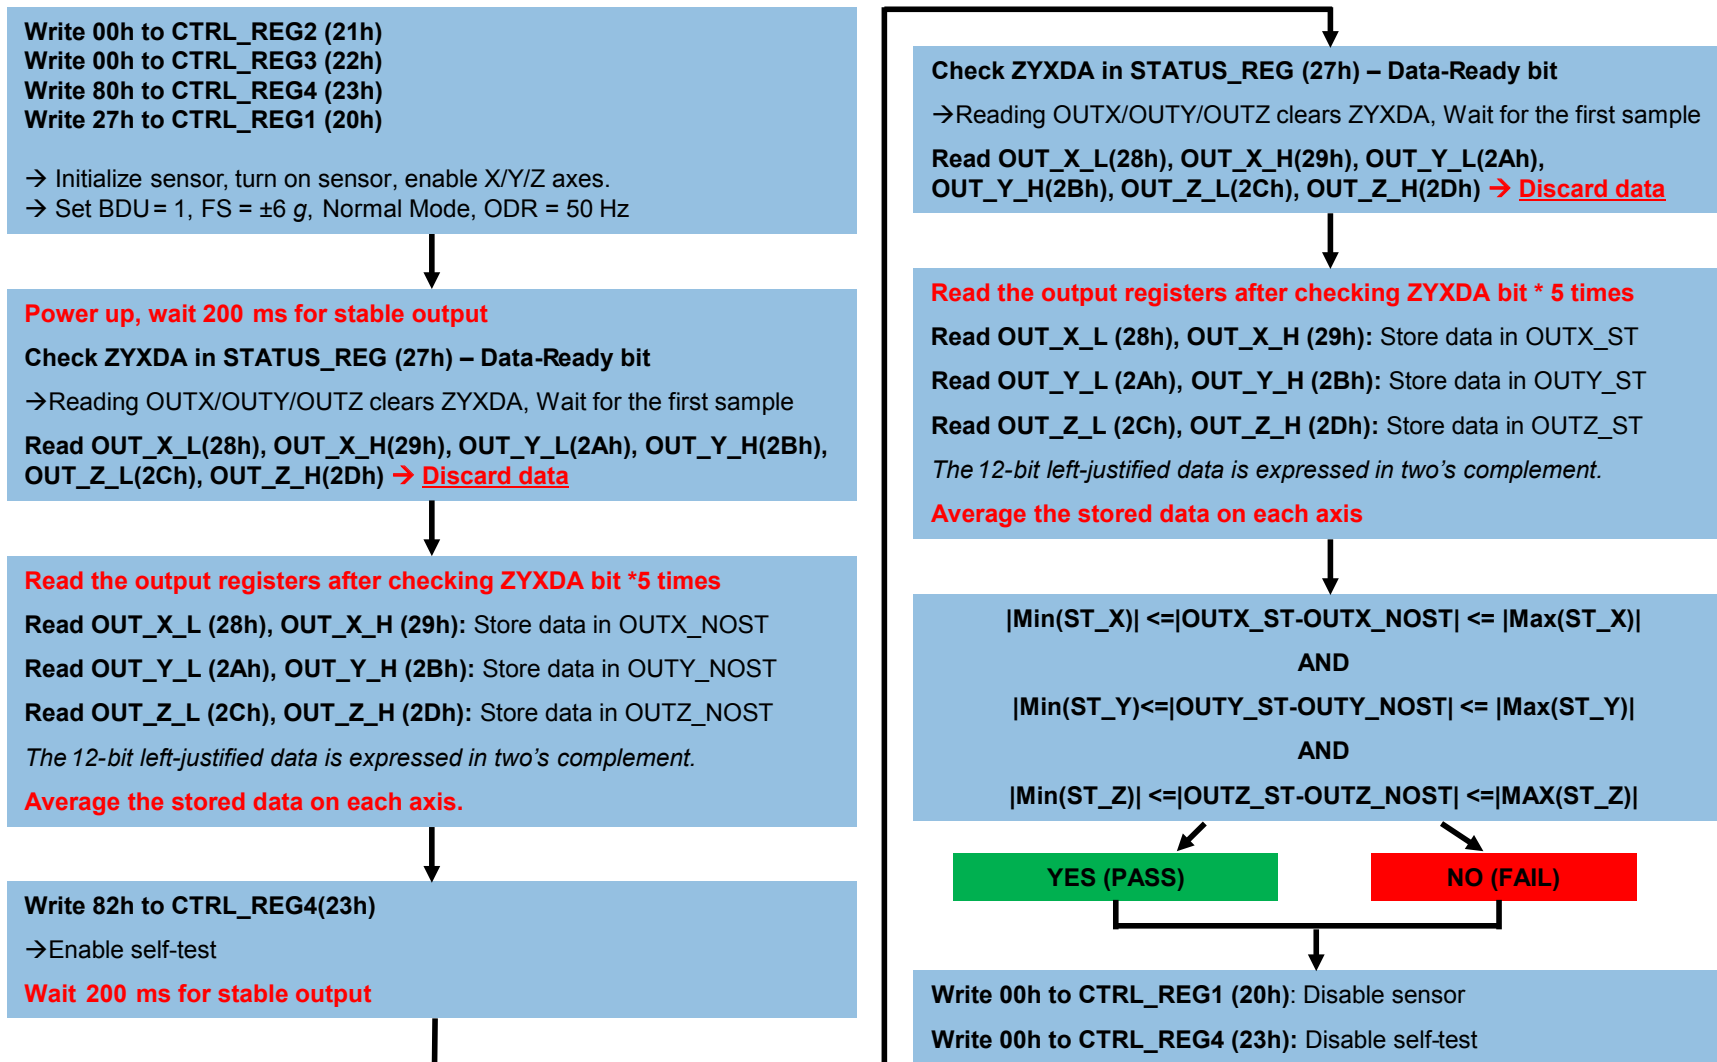 Write 00h to CTRL_REG2 (21h)
Write 00h to CTRL_REG3 (22h)
Write 80h to CTRL_REG4 (23h)
Write 27h to CTRL_REG1 (20h)
→ Initialize sensor, turn on sensor, enable X/Y/Z axes.
→ Set BDU = 1, FS = ±6 g, Normal Mode, ODR = 50 Hz
Power up, wait 200 ms for stable output
Check ZYXDA in STATUS_REG (27h) – Data-Ready bit
→Reading OUTX/OUTY/OUTZ clears ZYXDA, Wait for the first sample
Read OUT_X_L(28h), OUT_X_H(29h), OUT_Y_L(2Ah), OUT_Y_H(2Bh),
OUT_Z_L(2Ch), OUT_Z_H(2Dh) → Discard data
Read the output registers after checking ZYXDA bit *5 times
Read OUT_X_L (28h), OUT_X_H (29h): Store data in OUTX_NOST
Read OUT_Y_L (2Ah), OUT_Y_H (2Bh): Store data in OUTY_NOST
Read OUT_Z_L (2Ch), OUT_Z_H (2Dh): Store data in OUTZ_NOST
The 12-bit left-justified data is expressed in two's complement.
Average the stored data on each axis.
Write 82h to CTRL_REG4(23h)
→Enable self-test
Wait 200 ms for stable output
Check ZYXDA in STATUS_REG (27h) – Data-Ready bit
→Reading OUTX/OUTY/OUTZ clears ZYXDA, Wait for the first sample
Read OUT_X_L(28h), OUT_X_H(29h), OUT_Y_L(2Ah),
OUT_Y_H(2Bh), OUT_Z_L(2Ch), OUT_Z_H(2Dh) → Discard data
Read the output registers after checking ZYXDA bit * 5 times
Read OUT_X_L (28h), OUT_X_H (29h): Store data in OUTX_ST
Read OUT_Y_L (2Ah), OUT_Y_H (2Bh): Store data in OUTY_ST
Read OUT_Z_L (2Ch), OUT_Z_H (2Dh): Store data in OUTZ_ST
The 12-bit left-justified data is expressed in two's complement.
Average the stored data on each axis
|Min(ST_X)| <=|OUTX_ST-OUTX_NOST| <= |Max(ST_X)|
AND
|Min(ST_Y)<=|OUTY_ST-OUTY_NOST| <= |Max(ST_Y)|
AND
|Min(ST_Z)| <=|OUTZ_ST-OUTZ_NOST| <=|MAX(ST_Z)|
YES (PASS)
NO (FAIL)
Write 00h to CTRL_REG1 (20h): Disable sensor
Write 00h to CTRL_REG4 (23h): Disable self-test